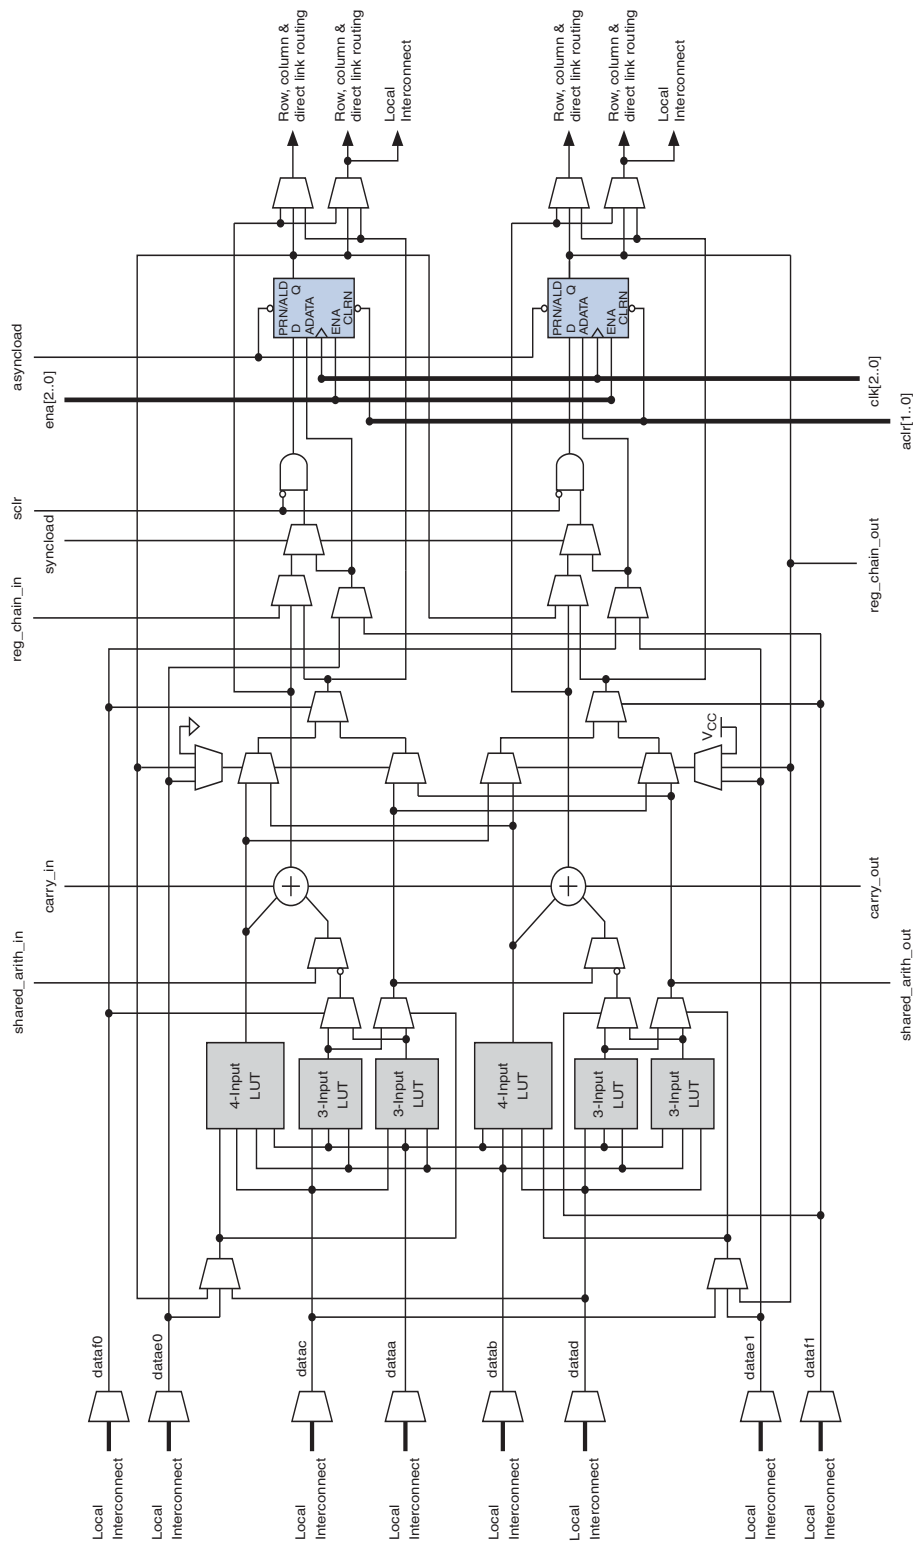 Row, column &
direct link routing
Row, column &
direct link routing
Local
Interconnect
Row, column &
direct link routing
Row, column &
direct link routing
Local
Interconnect
asyncload
ena[2..0]
sclr
syncload
reg_chain_in
carry_in
shared_arith_in
PRN/ALD
D Q
ADATA
ENA
CLRN
PRN/ALD
D Q
ADATA
ENA
CLRN
clk[2..0]
aclr[1..0]
reg_chain_out
carry_out
shared_arith_out
VCC
+
+
4-Input
LUT
3-Input
LUT
3-Input
LUT
4-Input
LUT
3-Input
LUT
3-Input
LUT
dataf0
datae0
datac
dataa
datab
datad
datae1
dataf1
Local
Interconnect
Local
Interconnect
Local
Interconnect
Local
Interconnect
Local
Interconnect
Local
Interconnect
Local
Interconnect
Local
Interconnect